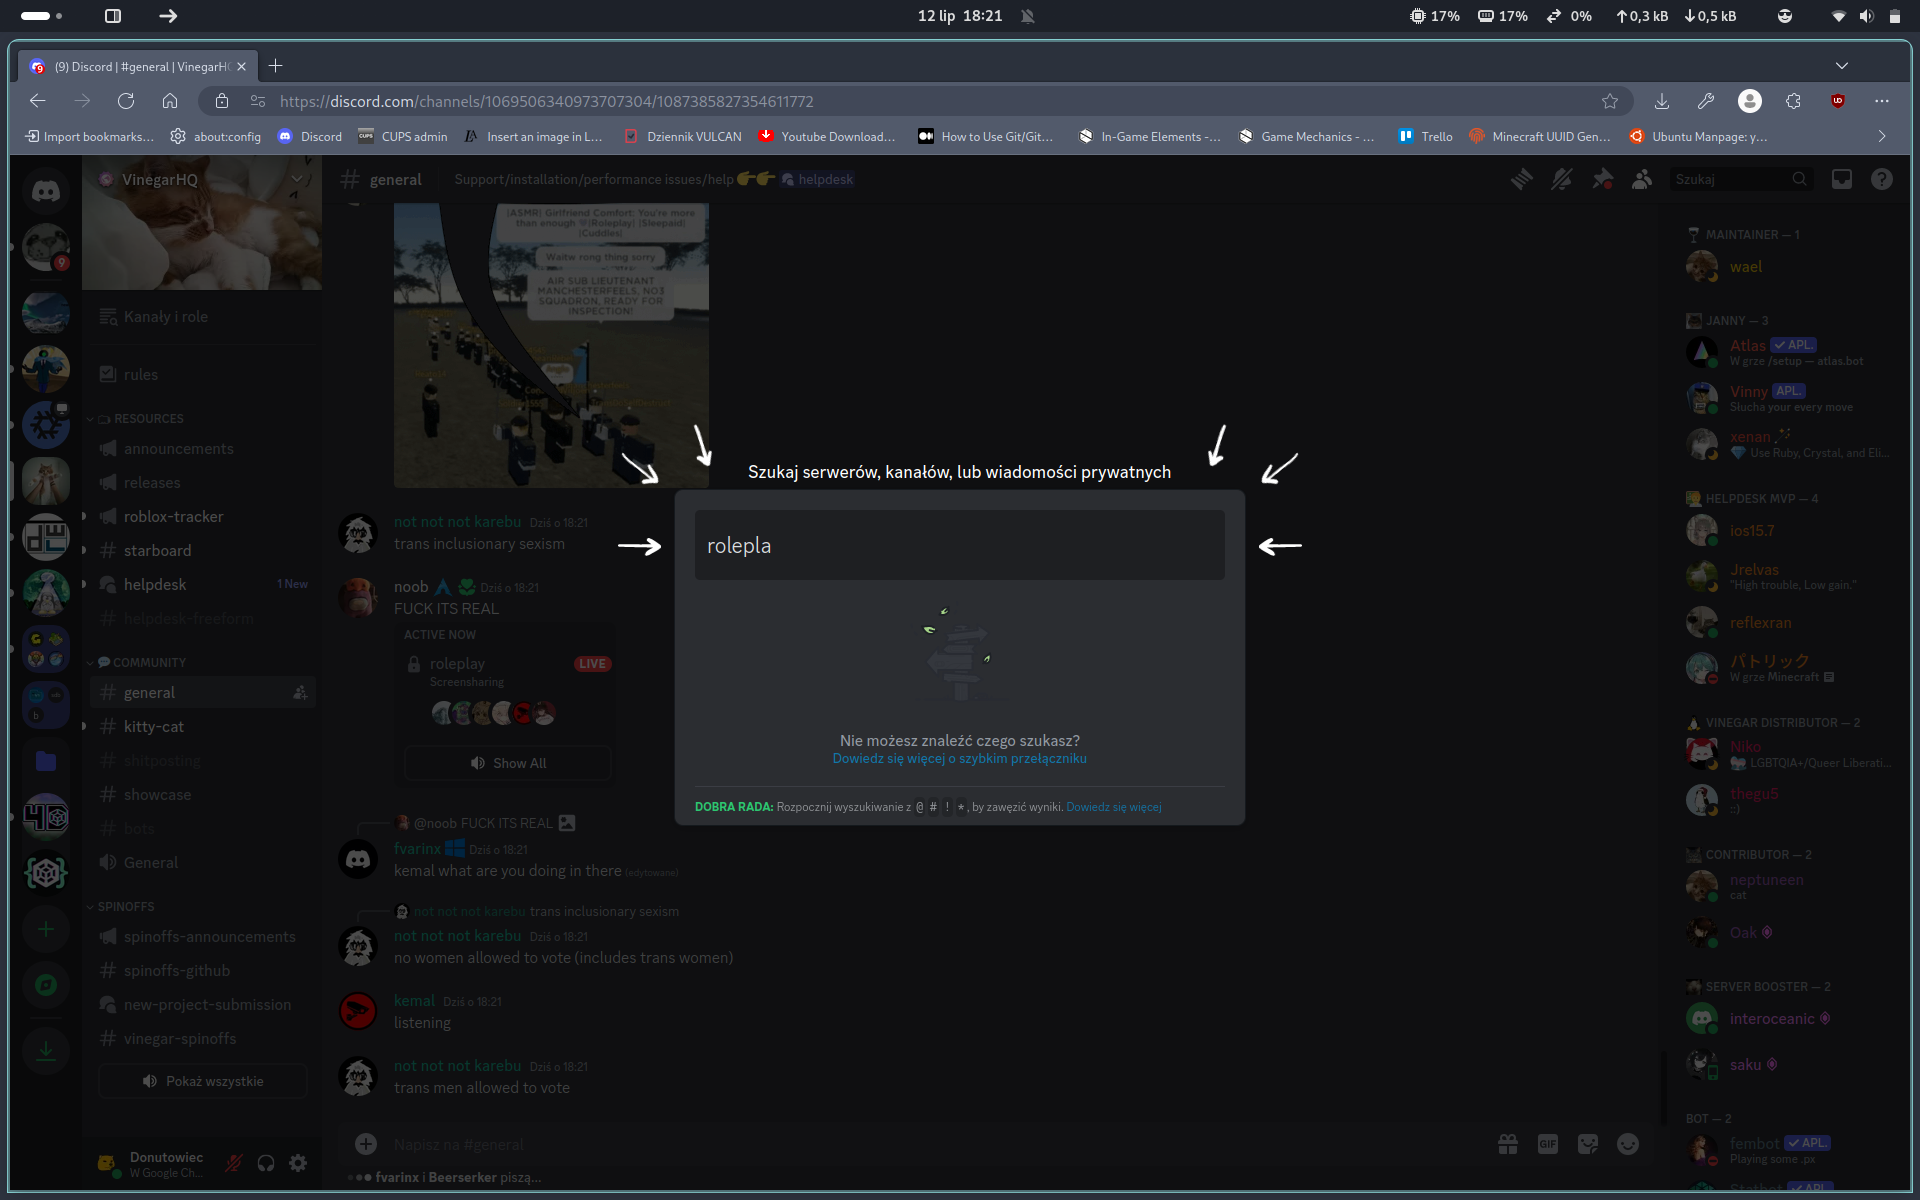 12 lip 18:21
17% 17% 0% 0,3 kB 0,5 kB
(9) Discord | #general | VinegarH
https://discord.com/channels/1069506340973707304/1087385827354611772
Import bookmarks... about:config Discord CUPS admin Insert an image in L... Dziennik VULCAN Youtube Download... How to Use Git/Git... In-Game Elements -... Game Mechanics - ... Trello Minecraft UUID Gen... Ubuntu Manpage: y...
VinegarHQ
Kanały i role
rules
RESOURCES
announcements
releases
roblox-tracker
starboard
helpdesk 1 New
helpdesk-freeform
COMMUNITY
general
kitty-cat
shitposting
showcase
bots
General
SPINOFFS
spinoffs-announcements
spinoffs-github
new-project-submission
vinegar-spinoffs
Pokaż wszystkie
Donutowiec
W Google Ch...
9
general Support/installation/performance issues/help helpdesk
Szukaj
[ASMR] Girlfriend Comfort: You're more
than enough [Roleplay] [Sleepaid]
[Cuddles]
Waitw rong thing sorry
AIR SUB LIEUTENANT
MANCHESTERFEELS, NO3
SQUADRON, READY FOR
INSPECTION!
not not not karebu Dziś o 18:21
trans inclusionary sexism
noob Dziś o 18:21
FUCK ITS REAL
ACTIVE NOW
roleplay LIVE
Screensharing
Show All
@noob FUCK ITS REAL
fvarinx Dziś o 18:21
kemal what are you doing in there (edytowane)
not not not karebu trans inclusionary sexism
not not not karebu Dziś o 18:21
no women allowed to vote (includes trans women)
kemal Dziś o 18:21
listening
not not not karebu Dziś o 18:21
trans men allowed to vote
Napisz na #general
GIF
fvarinx i Beerserker piszą...
Szukaj serwerów, kanałów, lub wiadomości prywatnych
rolepla
Nie możesz znaleźć czego szukasz?
Dowiedz się więcej o szybkim przełączniku
DOBRA RADA: Rozpocznij wyszukiwanie z @ # ! *, by zawęzić wyniki. Dowiedz się więcej
MAINTAINER — 1
wael
JANNY — 3
Atlas APL.
W grze /setup — atlas.bot
Vinny APL.
Słucha your every move
xenan
Use Ruby, Crystal, and Eli...
HELPDESK MVP — 4
ios15.7
Jrelvas
"High trouble, Low gain."
reflexran
パトリック
W grze Minecraft
VINEGAR DISTRIBUTOR — 2
Niko
LGBTQIA+/Queer Liberati...
thegu5
:)
CONTRIBUTOR — 2
neptuneen
cat
Oak
SERVER BOOSTER — 2
interoceanic
saku
BOT — 2
fembot APL.
Playing some .px
Statbot APL.